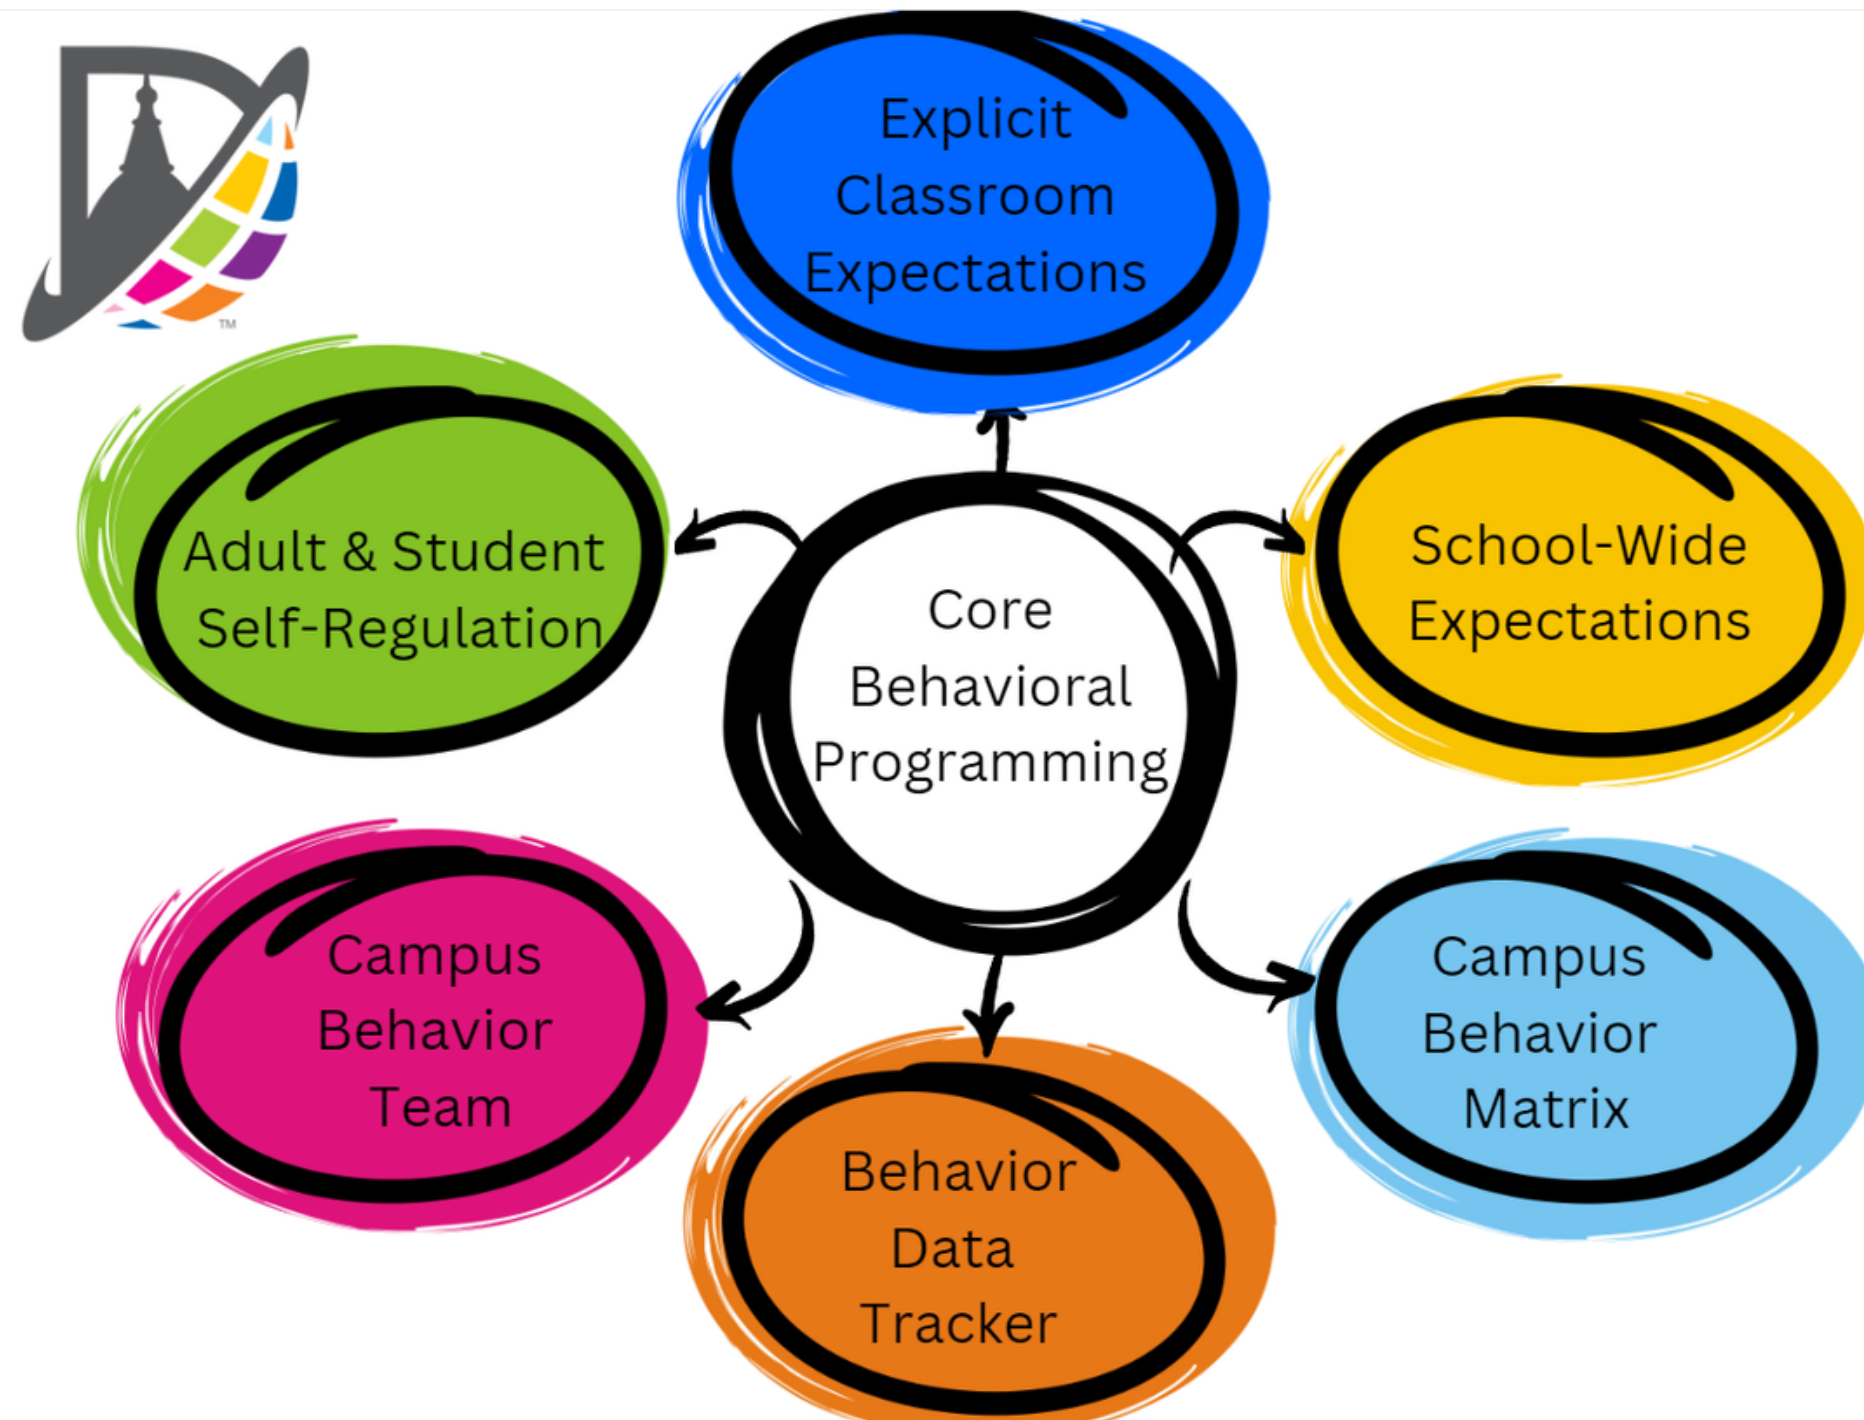 Explicit
Classroom
Expectations
Adult & Student
Self-Regulation
School-Wide
Expectations
Core
Behavioral
Programming
Campus
Behavior
Team
Campus
Behavior
Matrix
Behavior
Data
Tracker
TM